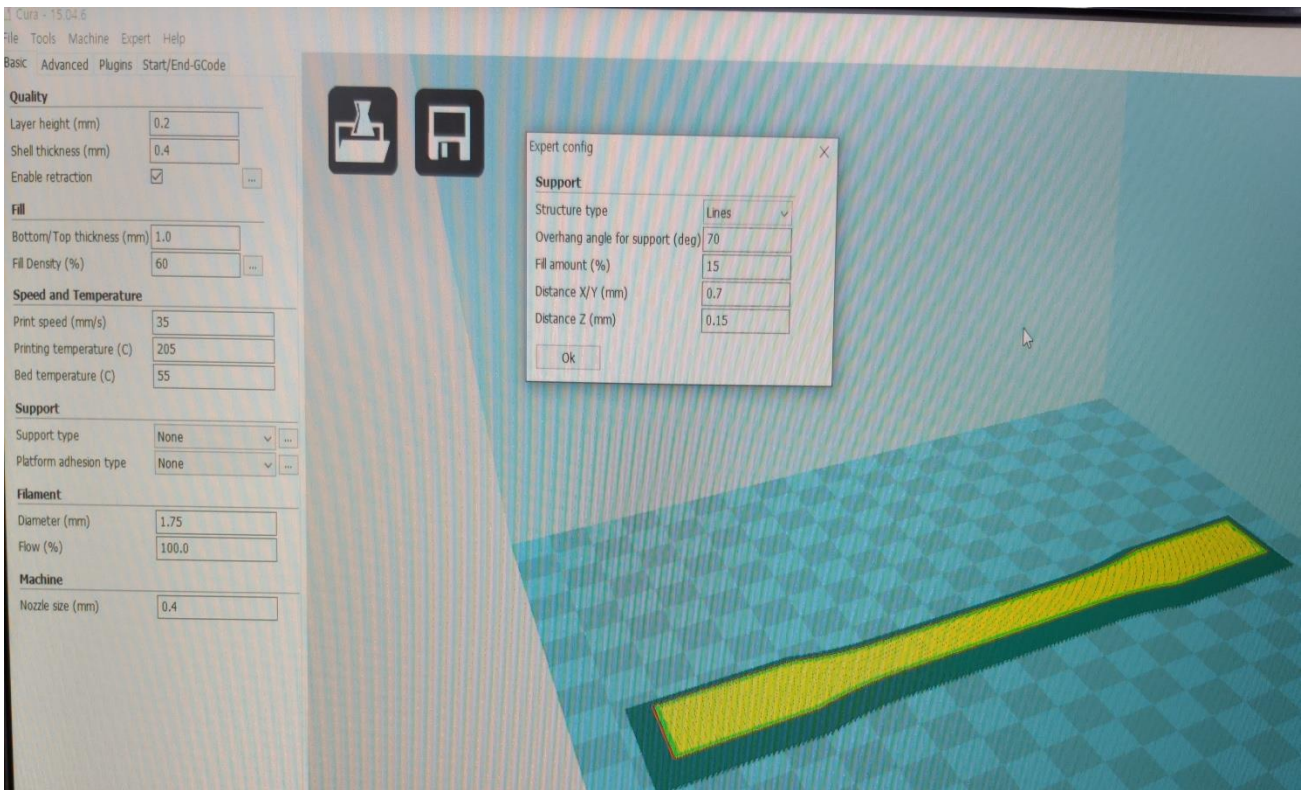 Cura - 15.04.6
File Tools Machine Expert Help
Basic Advanced Plugins Start/End-GCode
Quality
Layer height (mm) 0.2
Shell thickness (mm) 0.4
Enable retraction ...
Fill
Bottom/Top thickness (mm) 1.0
Fill Density (%) 60 ...
Speed and Temperature
Print speed (mm/s) 35
Printing temperature (C) 205
Bed temperature (C) 55
Support
Support type None ...
Platform adhesion type None ...
Filament
Diameter (mm) 1.75
Flow (%) 100.0
Machine
Nozzle size (mm) 0.4
Expert config
Support
Structure type Lines
Overhang angle for support (deg) 70
Fill amount (%) 15
Distance X/Y (mm) 0.7
Distance Z (mm) 0.15
Ok